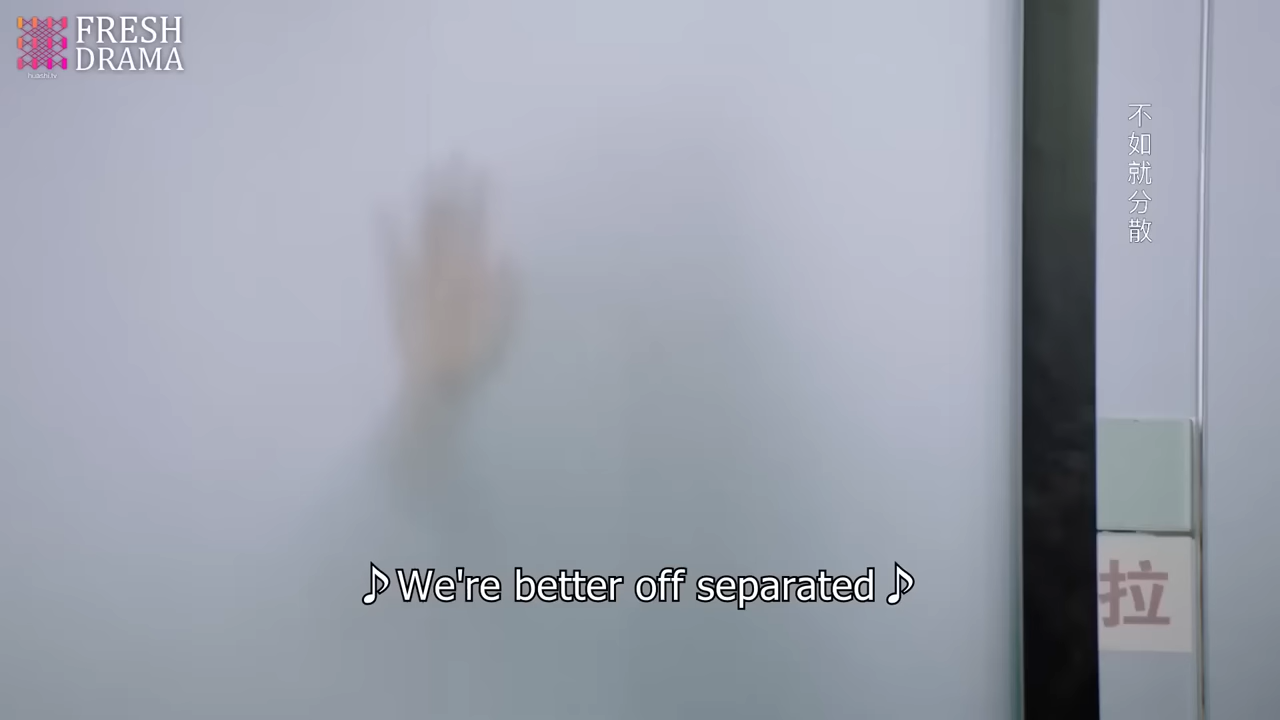 FRESH
DRAMA
huashi.tv
不如就分散
♪We're better off separated♪
拉